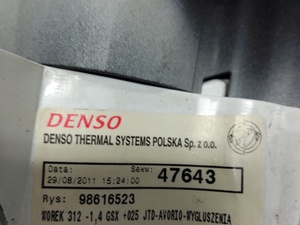 DENSO
DENSO THERMAL SYSTEMS POLSKA Sp. z o.o.
Data: Sekw:
29/08/2011 15:24:00 47643
Rys: 98616523
WOREK 312 -1,4 GSX +025 JTD-AVORIO-WYGLUSZENIA